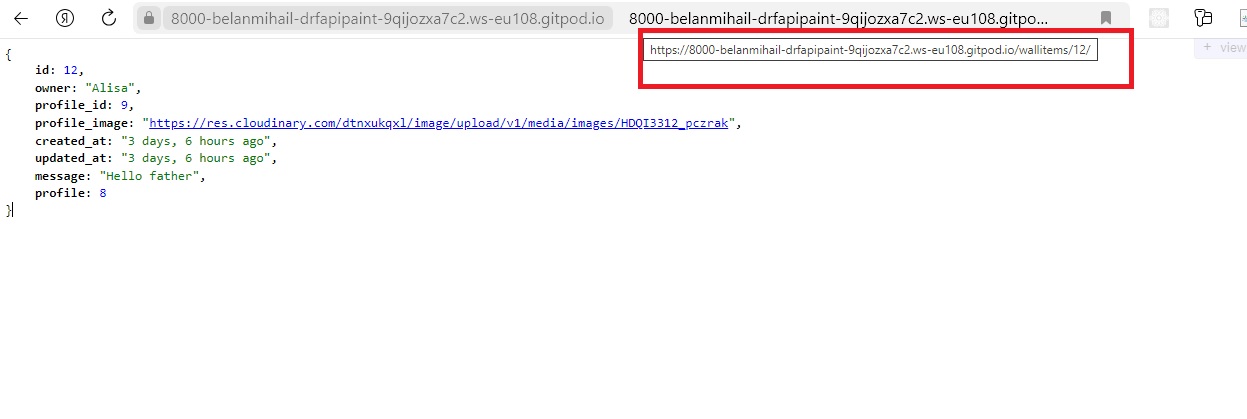 Я 8000-belanmihail-drfapipaint-9qijozxa7c2.ws-eu108.gitpod.io 8000-belanmihail-drfapipaint-9qijozxa7c2.ws-eu108.gitpo...
https://8000-belanmihail-drfapipaint-9qijozxa7c2.ws-eu108.gitpod.io/wallitems/12/
+ view
{
id: 12,
owner: "Alisa",
profile_id: 9,
profile_image: "https://res.cloudinary.com/dtnxukqxl/image/upload/v1/media/images/HDQI3312_pczrak",
created_at: "3 days, 6 hours ago",
updated_at: "3 days, 6 hours ago",
message: "Hello father",
profile: 8
}